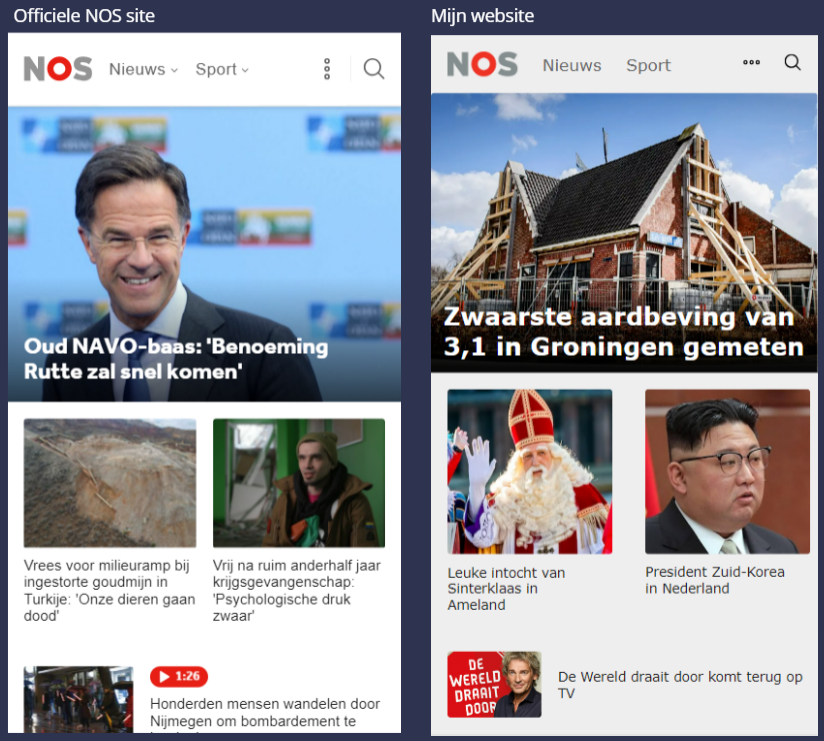 Officiele NOS site
NOS Nieuws Sport
Oud NAVO-baas: 'Benoeming
Rutte zal snel komen'
Vrees voor milieuramp bij
ingestorte goudmijn in
Turkije: 'Onze dieren gaan
dood'
Vrij na ruim anderhalf jaar
krijgsgevangenschap:
'Psychologische druk
zwaar'
1:26
Honderden mensen wandelen door
Nijmegen om bombardement te
Mijn website
NOS Nieuws Sport
Zwaarste aardbeving van
3,1 in Groningen gemeten
Leuke intocht van
Sinterklaas in
Ameland
President Zuid-Korea
in Nederland
DE
WERELD
DRAAIT
DOOR
De Wereld draait door komt terug op
TV